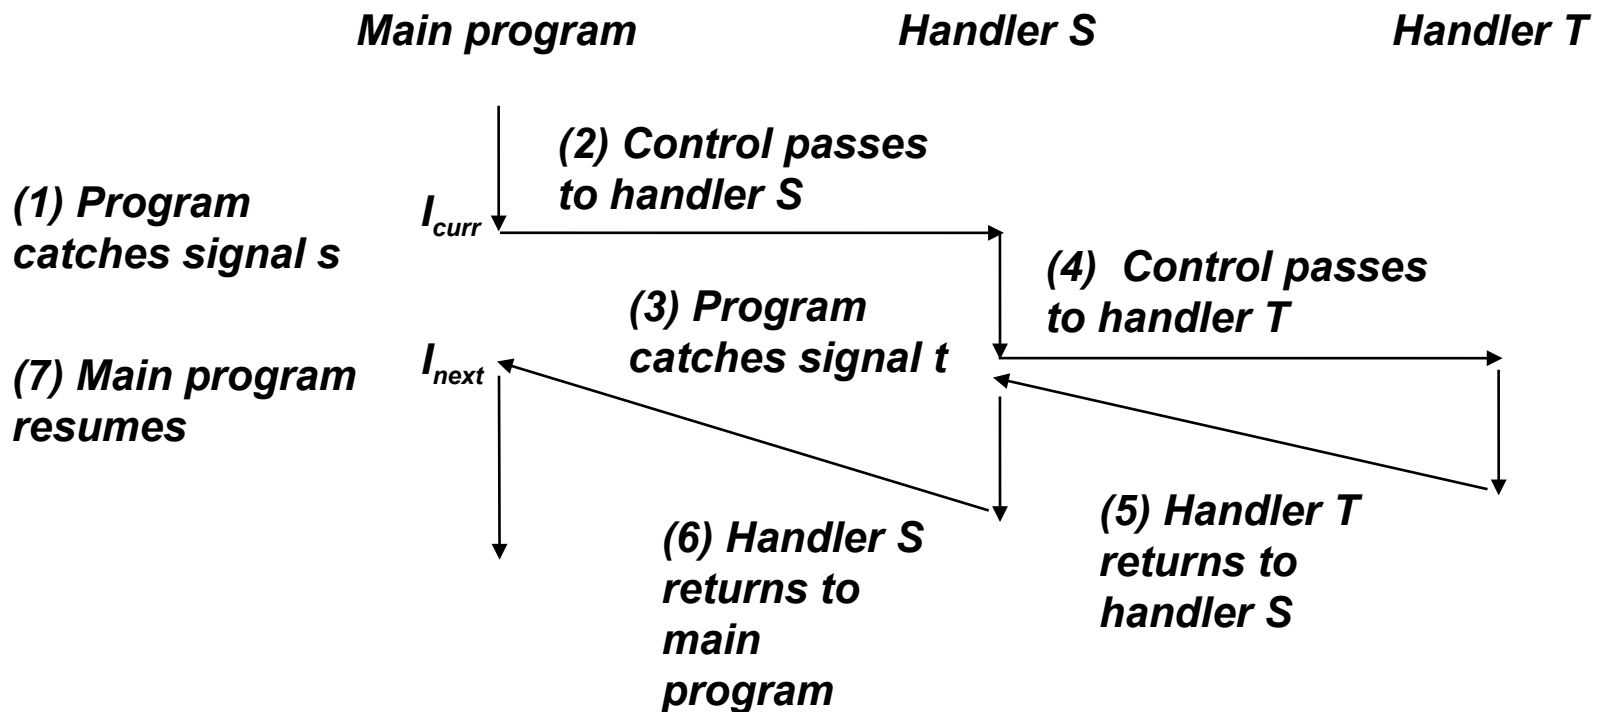 Main program
Handler S
Handler T
(2) Control passes
to handler S
(1) Program
catches signal s
Icurr
(4) Control passes
to handler T
(3) Program
catches signal t
(7) Main program
resumes
Inext
(5) Handler T
returns to
handler S
(6) Handler S
returns to
main
program